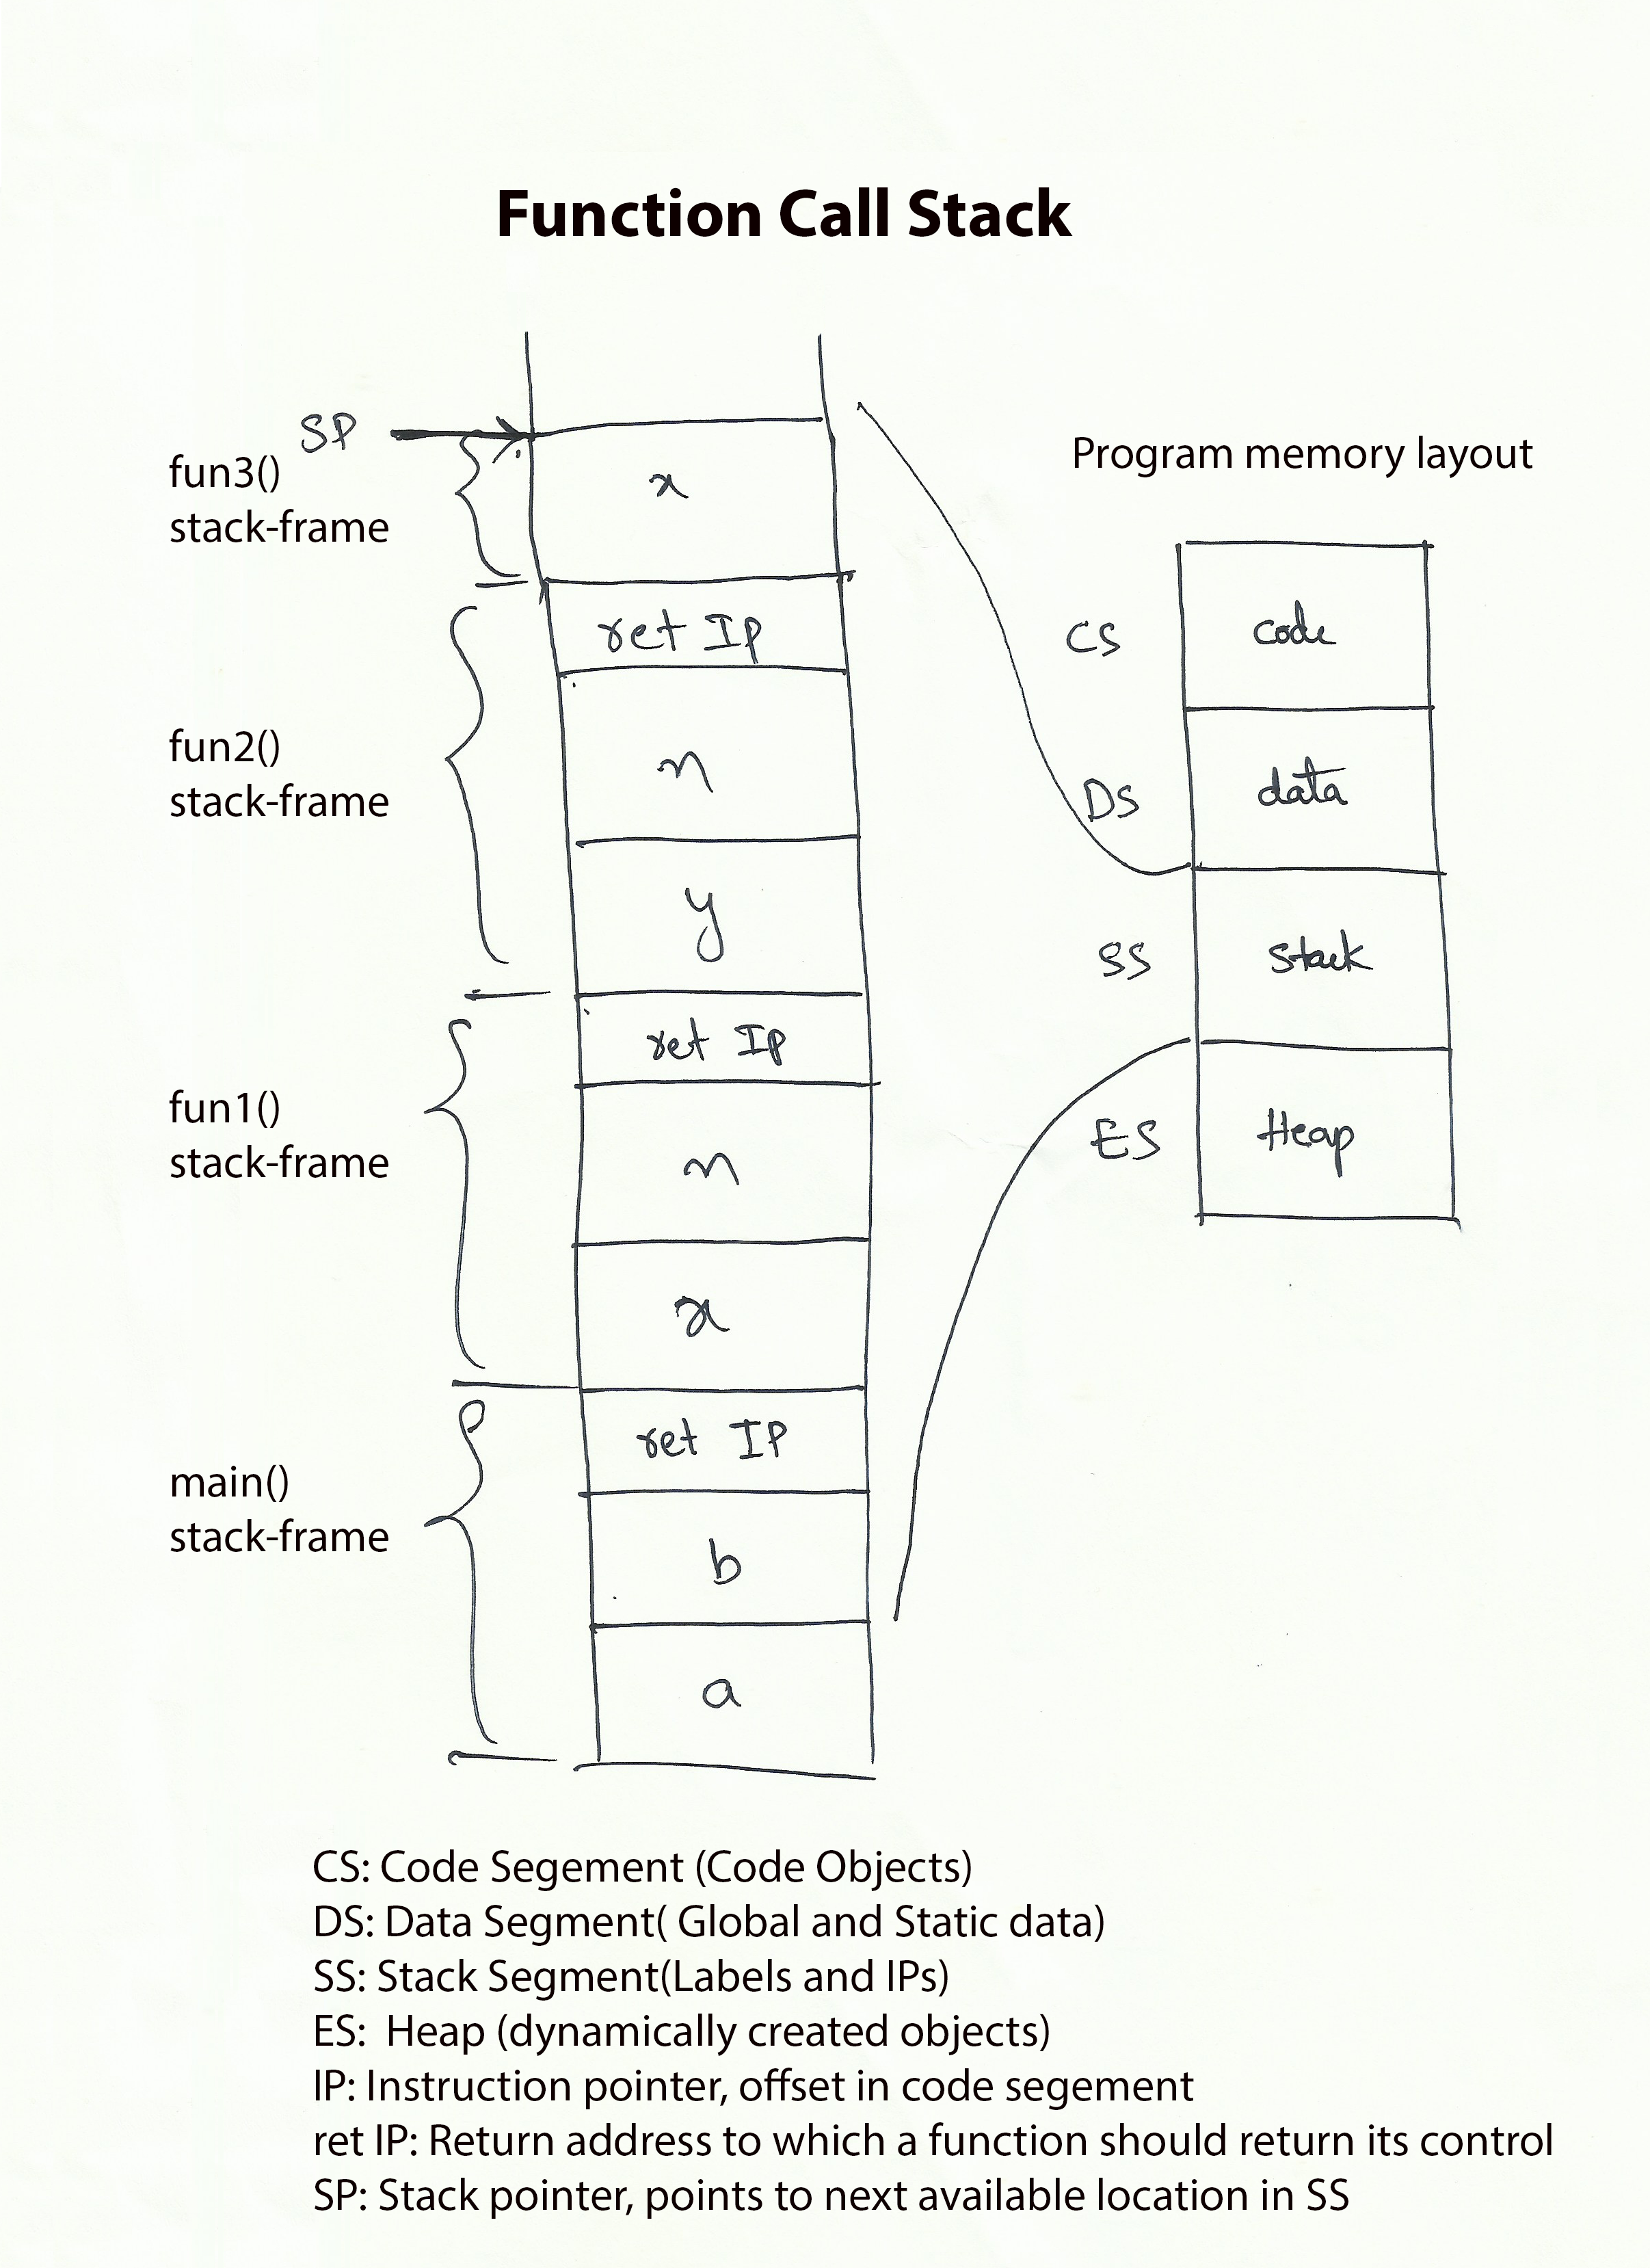 Function Call Stack
SP
fun3()
stack-frame
x
ret IP
fun2()
stack-frame
n
y
ret IP
fun1()
stack-frame
n
x
ret IP
main()
stack-frame
b
a
Program memory layout
CS code
DS data
SS stack
ES Heap
CS: Code Segement (Code Objects)
DS: Data Segment( Global and Static data)
SS: Stack Segment(Labels and IPs)
ES:  Heap (dynamically created objects)
IP: Instruction pointer, offset in code segement
ret IP: Return address to which a function should return its control
SP: Stack pointer, points to next available location in SS